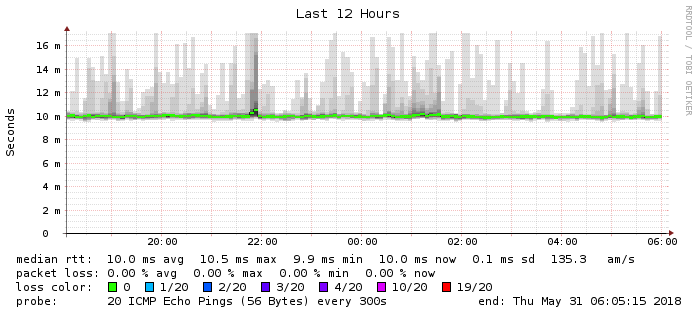 Last 12 Hours
RRDTOOL / TOBI OETIKER
Seconds
16 m
14 m
12 m
10 m
8 m
6 m
4 m
2 m
0
20:00 22:00 00:00 02:00 04:00 06:00
median rtt: 10.0 ms avg 10.5 ms max 9.9 ms min 10.0 ms now 0.1 ms sd 135.3 am/s
packet loss: 0.00 % avg 0.00 % max 0.00 % min 0.00 % now
loss color: 0 1/20 2/20 3/20 4/20 10/20 19/20
probe: 20 ICMP Echo Pings (56 Bytes) every 300s end: Thu May 31 06:05:15 2018